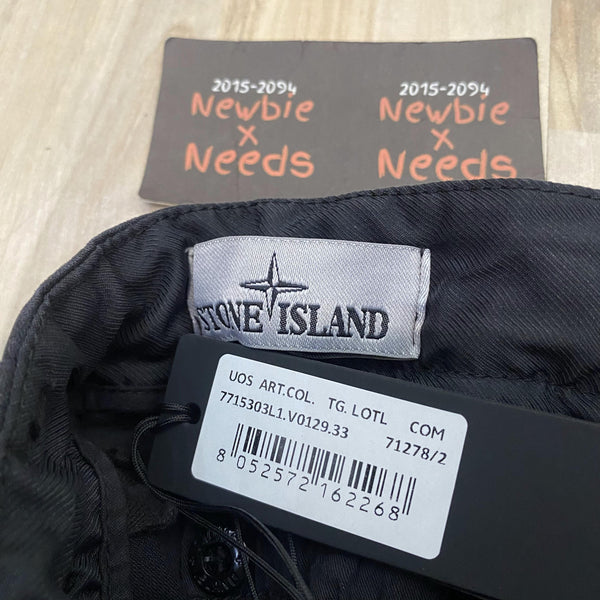 2015-2094
Newbie
x
Needs
2015-2094
Newbie
x
Needs
STONE ISLAND
UOS ART.COL. TG. LOTL COM
7715303L1.V0129.33 71278/2
8 052572 162268